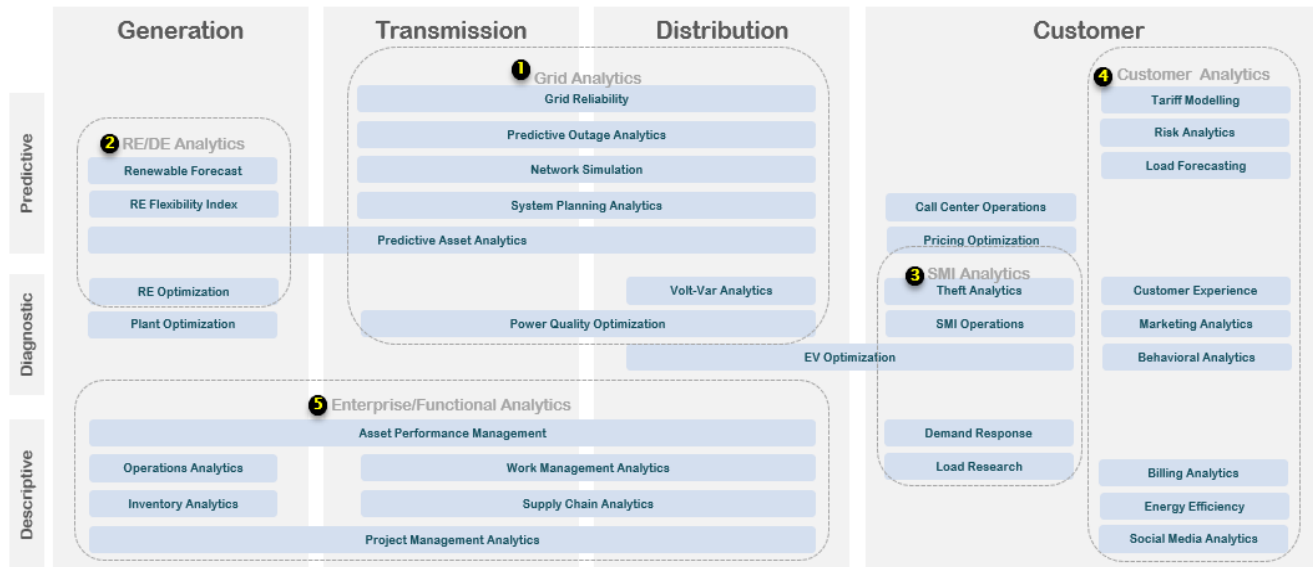 Generation
Transmission
Distribution
Customer
Predictive
Diagnostic
Descriptive
1 Grid Analytics
Grid Reliability
Predictive Outage Analytics
Network Simulation
System Planning Analytics
Predictive Asset Analytics
Volt-Var Analytics
Power Quality Optimization
2 RE/DE Analytics
Renewable Forecast
RE Flexibility Index
RE Optimization
Plant Optimization
Call Center Operations
Pricing Optimization
3 SMI Analytics
Theft Analytics
SMI Operations
EV Optimization
Demand Response
Load Research
4 Customer Analytics
Tariff Modelling
Risk Analytics
Load Forecasting
Customer Experience
Marketing Analytics
Behavioral Analytics
Billing Analytics
Energy Efficiency
Social Media Analytics
5 Enterprise/Functional Analytics
Asset Performance Management
Operations Analytics
Work Management Analytics
Inventory Analytics
Supply Chain Analytics
Project Management Analytics